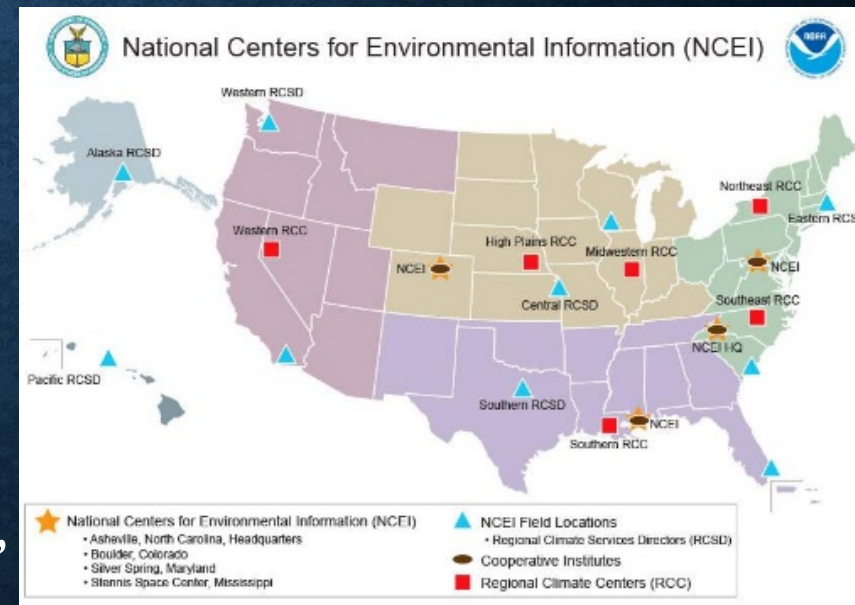 National Centers for Environmental Information (NCEI)
NOAA
Western RCSD
Alaska RCSD
Northeast RCC
Eastern RCS
Western RCC
High Plains RCC
Midwestern RCC
NCEI
NCEI
Central RCSD
Southeast RCC
NCEI HQ
Pacific RCSD
Southern RCSD
NCEI
Southern RCC
National Centers for Environmental Information (NCEI)
• Asheville, North Carolina, Headquarters
• Boulder, Colorado
• Silver Spring, Maryland
• Stennis Space Center, Mississippi
NCEI Field Locations
• Regional Climate Services Directors (RCSD)
Cooperative Institutes
Regional Climate Centers (RCC)
,